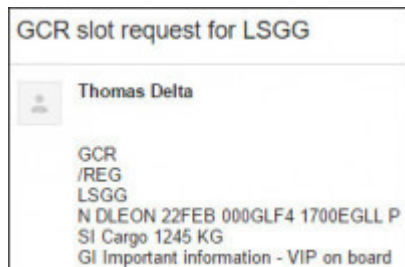 GCR slot request for LSGG
Thomas Delta
GCR
/REG
LSGG
N DLEON 22FEB 000GLF4 1700EGLL P
SI Cargo 1245 KG
GI Important information - VIP on board